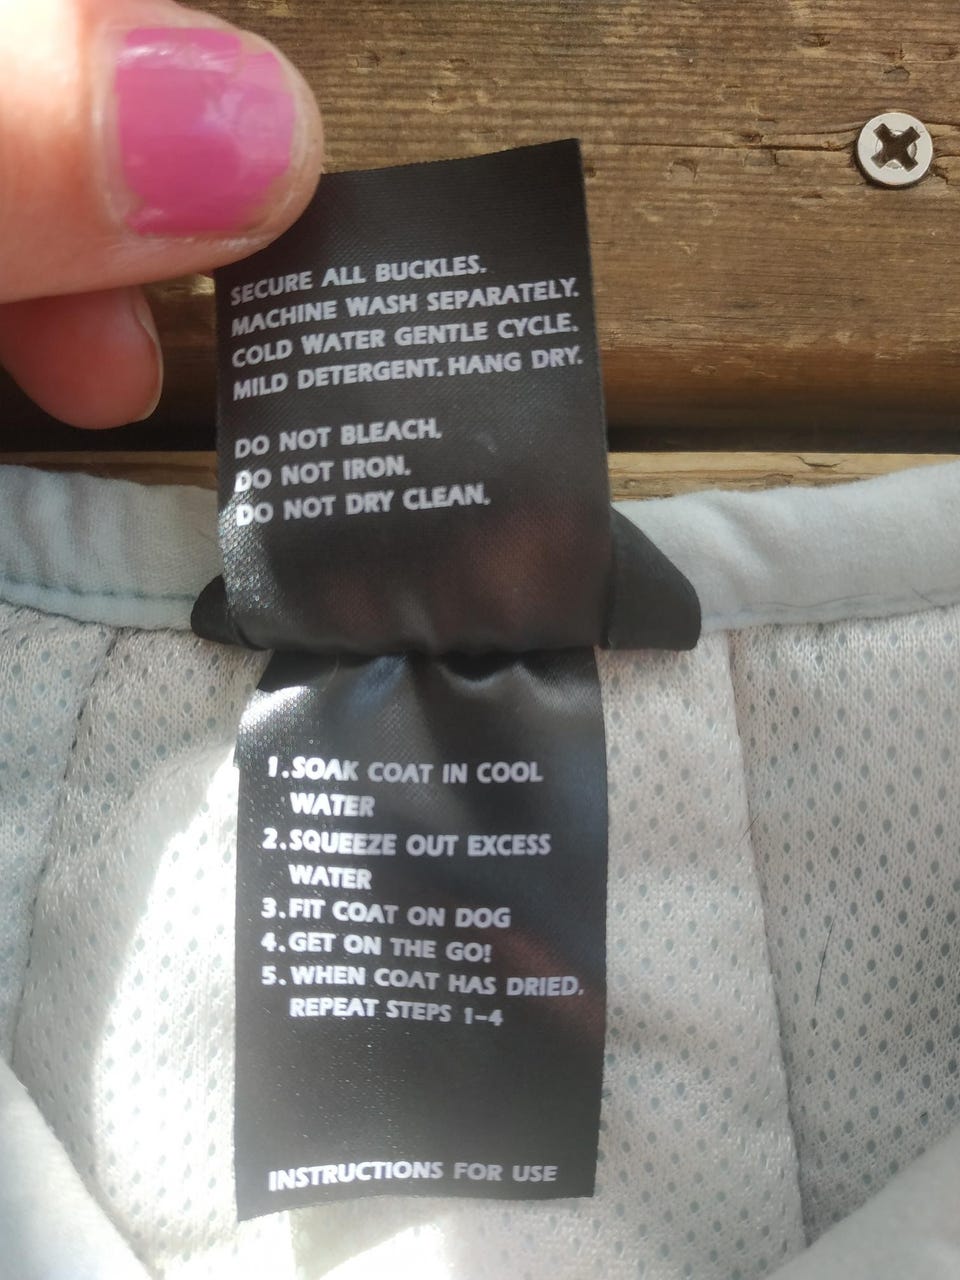 SECURE ALL BUCKLES.
MACHINE WASH SEPARATELY.
COLD WATER GENTLE CYCLE.
MILD DETERGENT. HANG DRY.
DO NOT BLEACH.
DO NOT IRON.
DO NOT DRY CLEAN.
1. SOAK COAT IN COOL
WATER
2. SQUEEZE OUT EXCESS
WATER
3. FIT COAT ON DOG
4. GET ON THE GO!
5. WHEN COAT HAS DRIED,
REPEAT STEPS 1-4
INSTRUCTIONS FOR USE